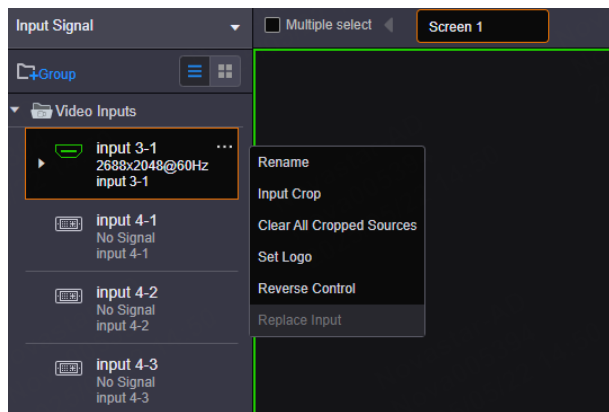 Input Signal
Multiple select
Screen 1
+Group
Video Inputs
input 3-1
2688x2048@60Hz
input 3-1
input 4-1
No Signal
input 4-1
input 4-2
No Signal
input 4-2
input 4-3
No Signal
input 4-3
Rename
Input Crop
Clear All Cropped Sources
Set Logo
Reverse Control
Replace Input